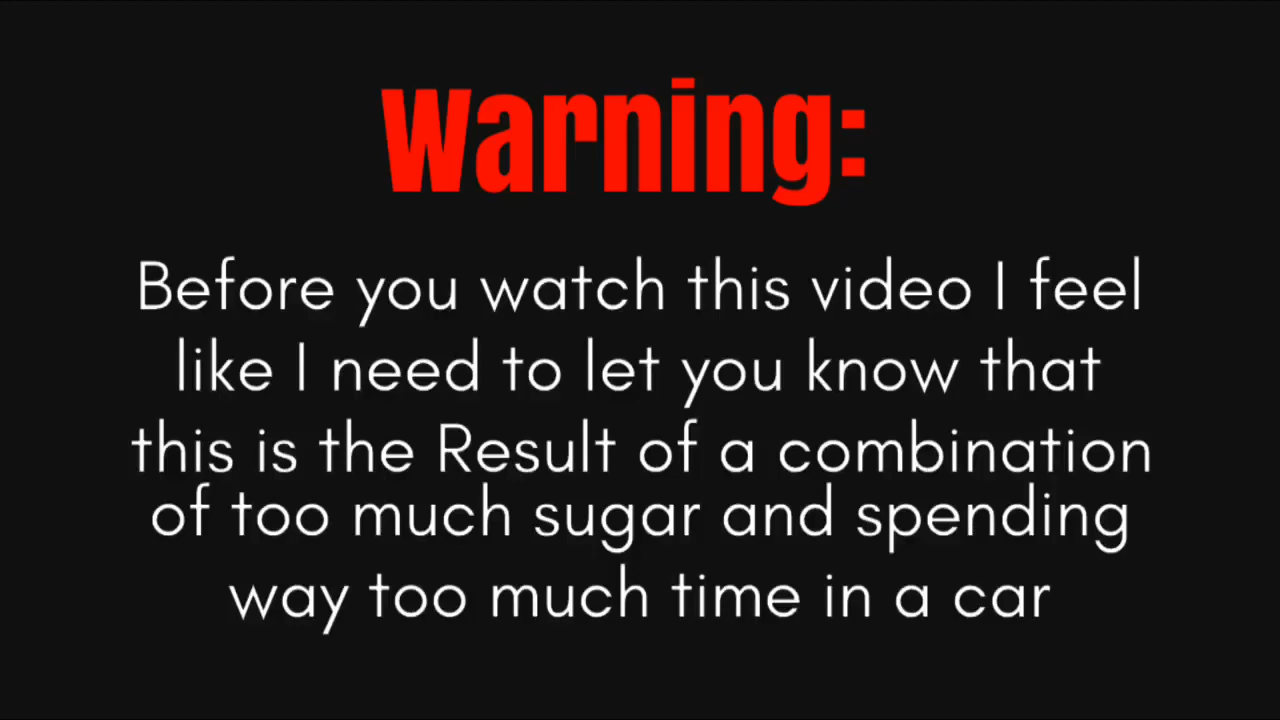 Warning:
Before you watch this video I feel
like I need to let you know that
this is the Result of a combination
of too much sugar and spending
way too much time in a car